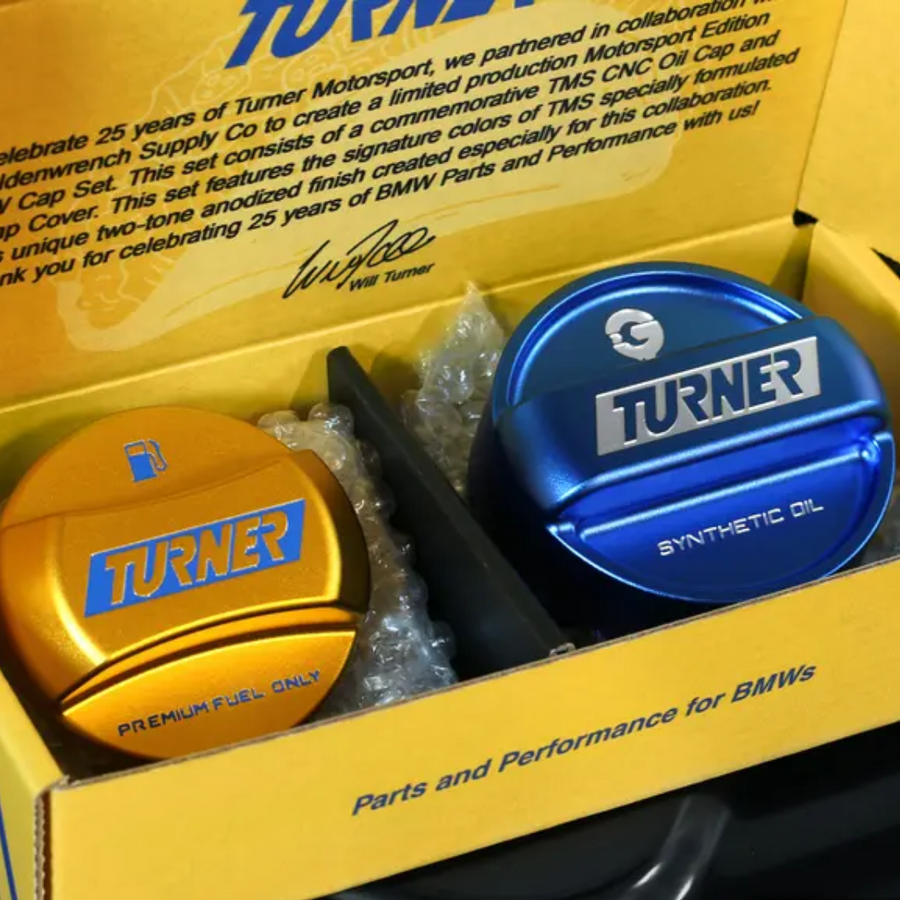 TURNE
elebrate 25 years of Turner Motorsport, we partnered in collaboration
ldenwrench Supply Co to create a limited production Motorsport Edition
Cap Set. This set consists of a commemorative TMS CNC Oil Cap and
ap Cover. This set features the signature colors of TMS specially formulated
s unique two-tone anodized finish created especially for this collaboration.
nk you for celebrating 25 years of BMW Parts and Performance with us!
Will Turner
G
TURNER
SYNTHETIC OIL
TURNER
PREMIUM FUEL ONLY
Parts and Performance for BMWs